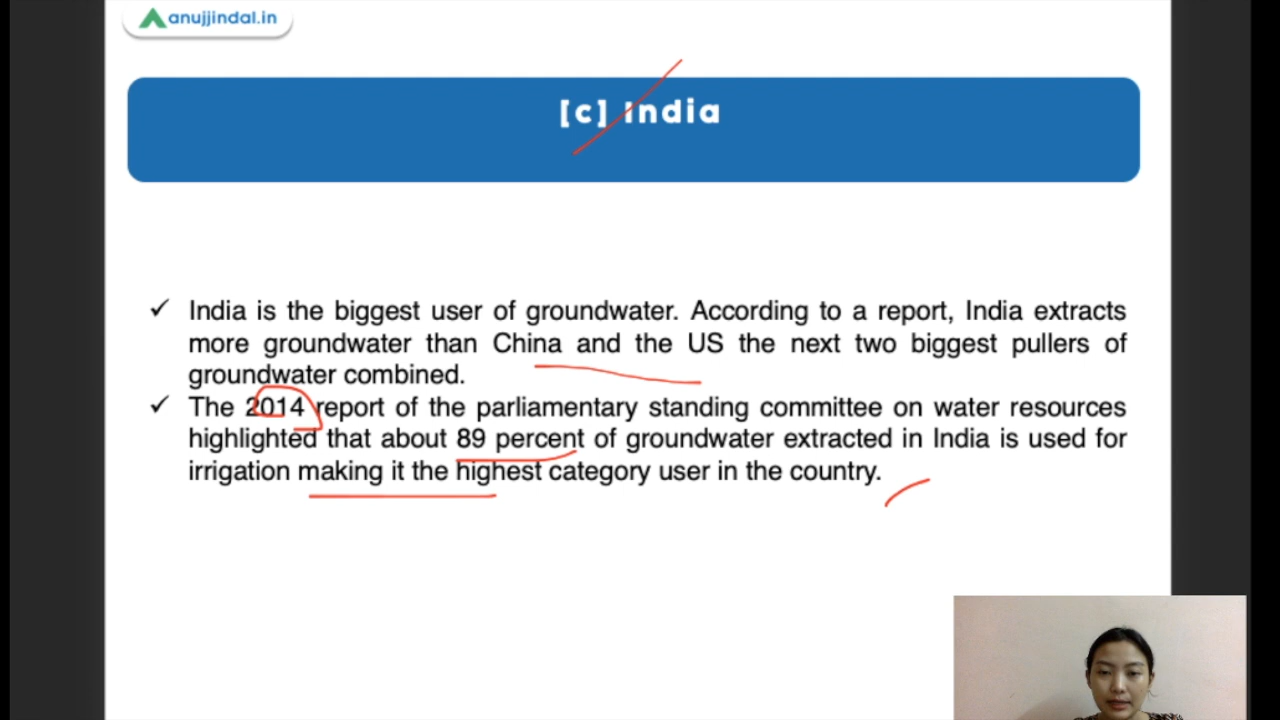 anujjindal.in
[c] India
✓ India is the biggest user of groundwater. According to a report, India extracts
more groundwater than China and the US the next two biggest pullers of
groundwater combined.
✓ The 2014 report of the parliamentary standing committee on water resources
highlighted that about 89 percent of groundwater extracted in India is used for
irrigation making it the highest category user in the country.